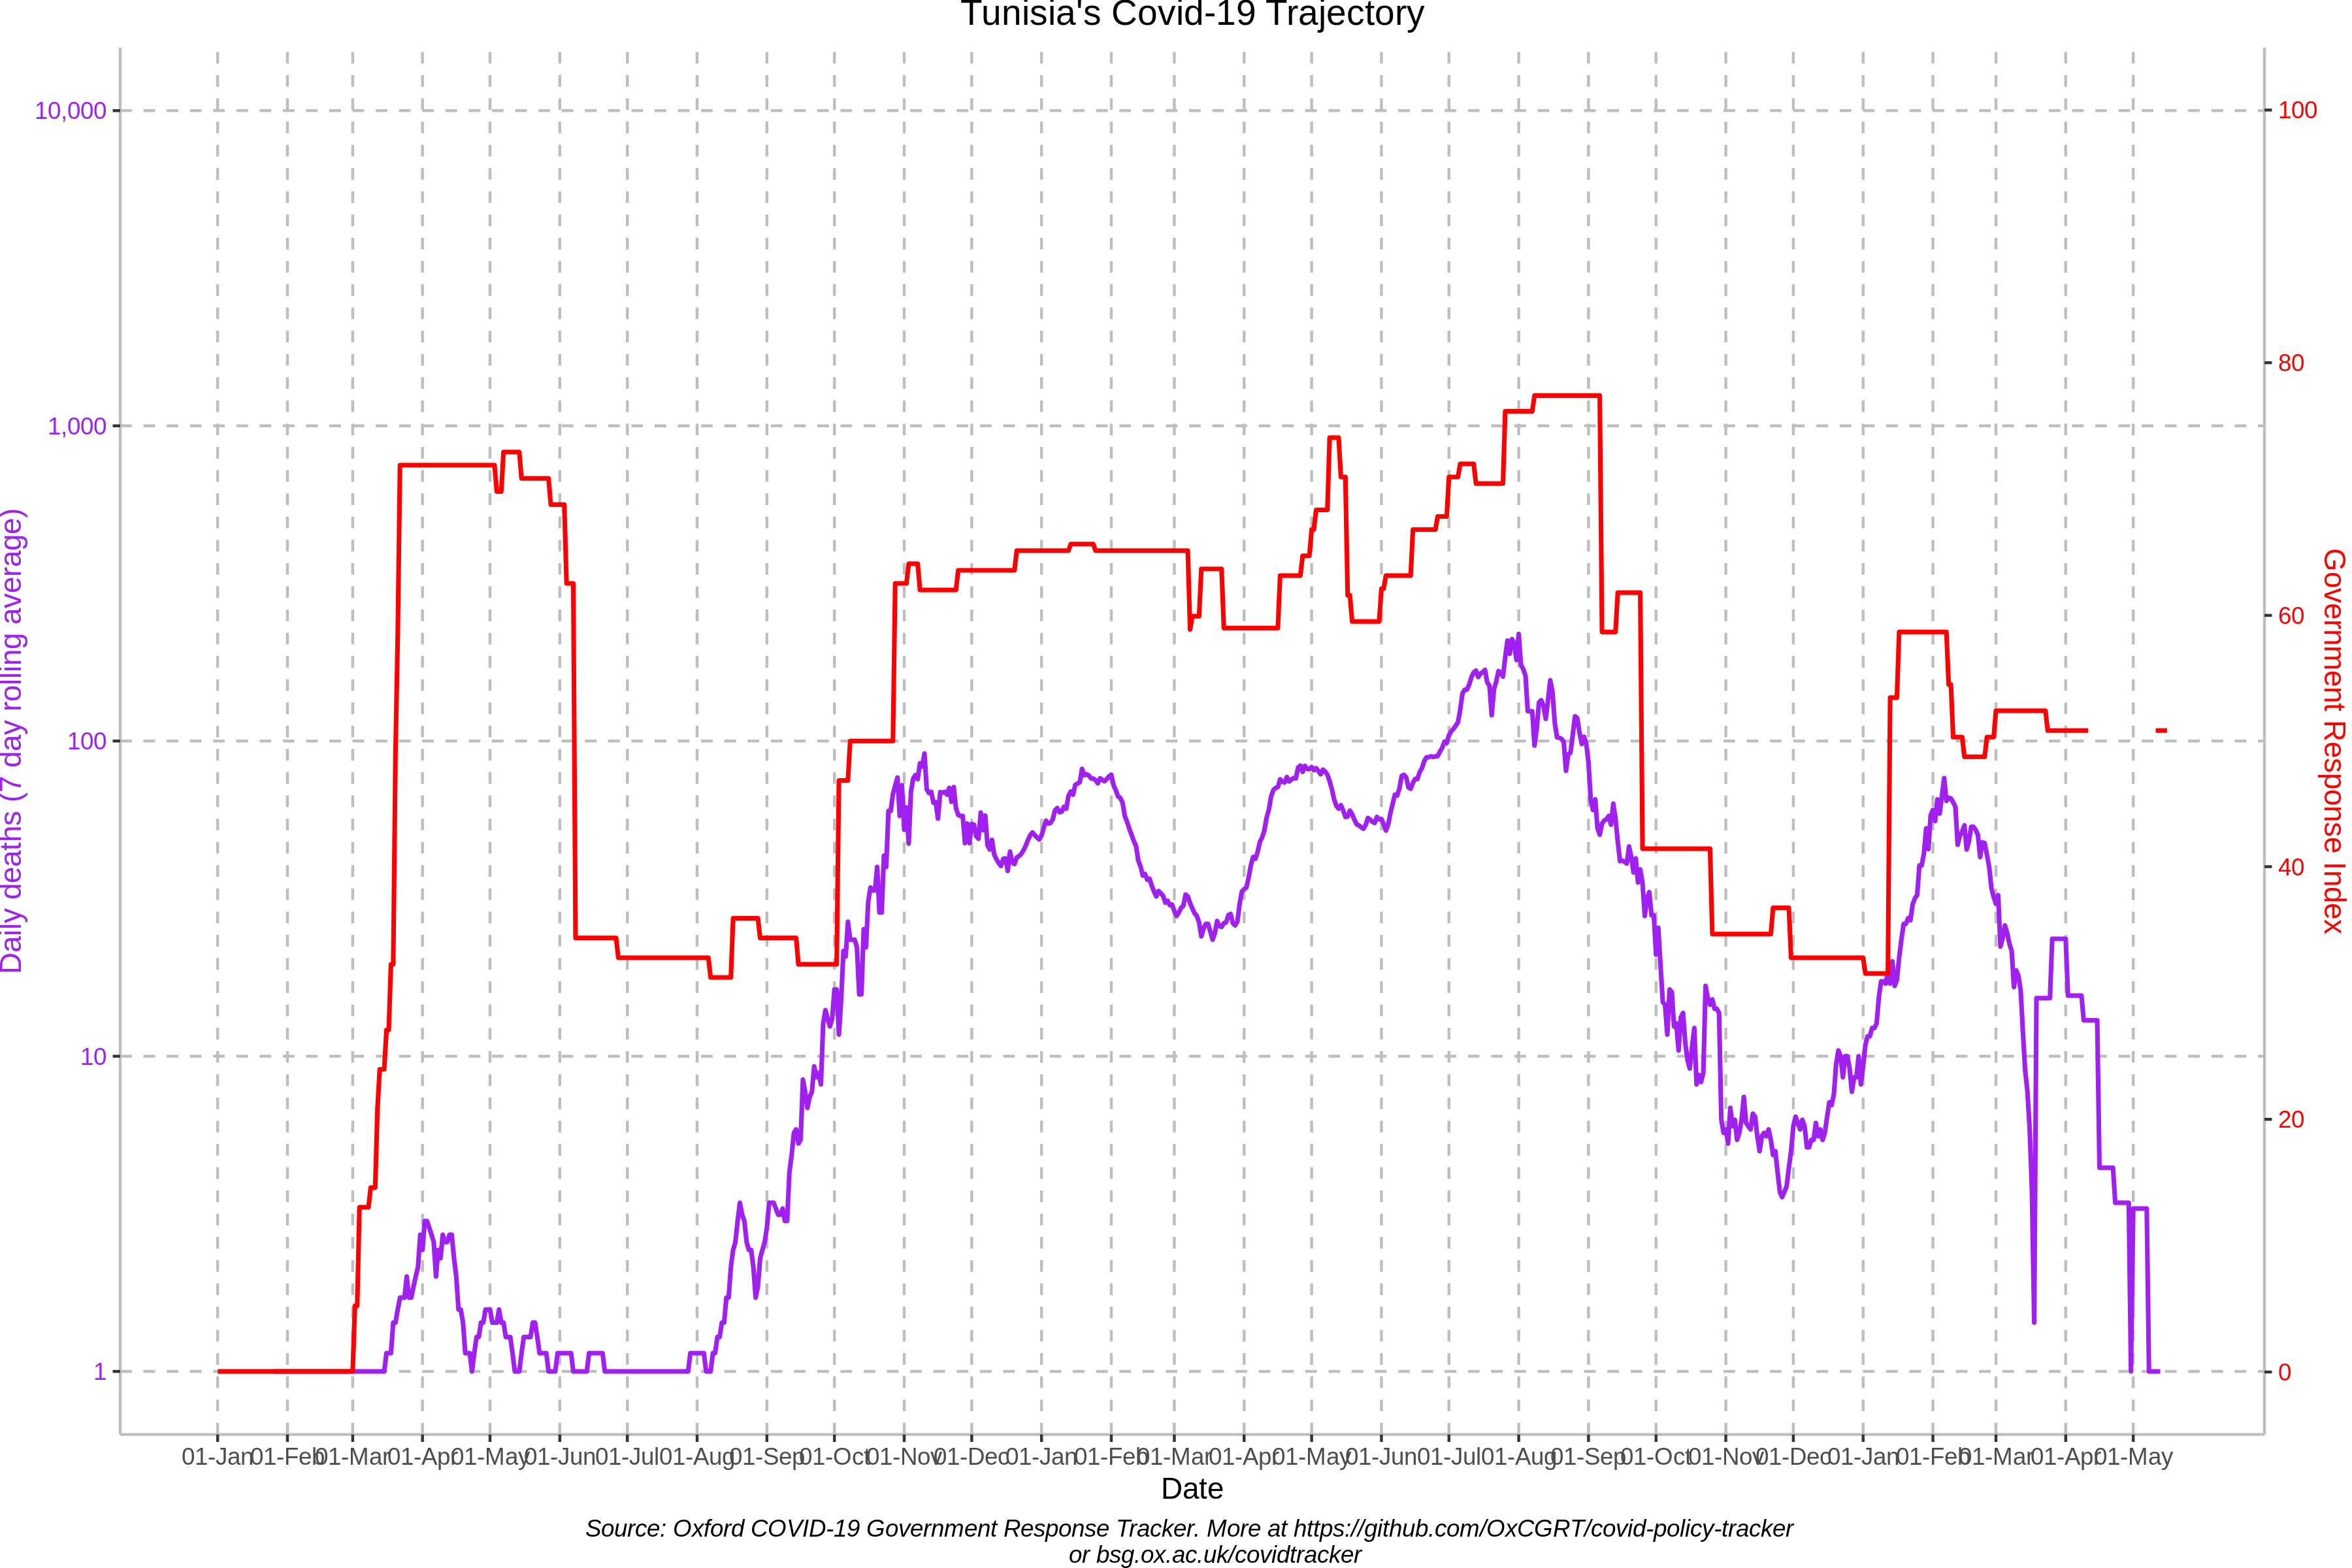 Tunisia's Covid-19 Trajectory
10,000
1,000
100
10
1
Daily deaths (7 day rolling average)
100
80
60
40
20
0
Government Response Index
01-Jan 01-Feb 01-Mar 01-Apr 01-May 01-Jun 01-Jul 01-Aug 01-Sep 01-Oct 01-Nov 01-Dec 01-Jan 01-Feb 01-Mar 01-Apr 01-May 01-Jun 01-Jul 01-Aug 01-Sep 01-Oct 01-Nov 01-Dec 01-Jan 01-Feb 01-Mar 01-Apr 01-May
Date
Source: Oxford COVID-19 Government Response Tracker. More at https://github.com/OxCGRT/covid-policy-tracker
or bsg.ox.ac.uk/covidtracker